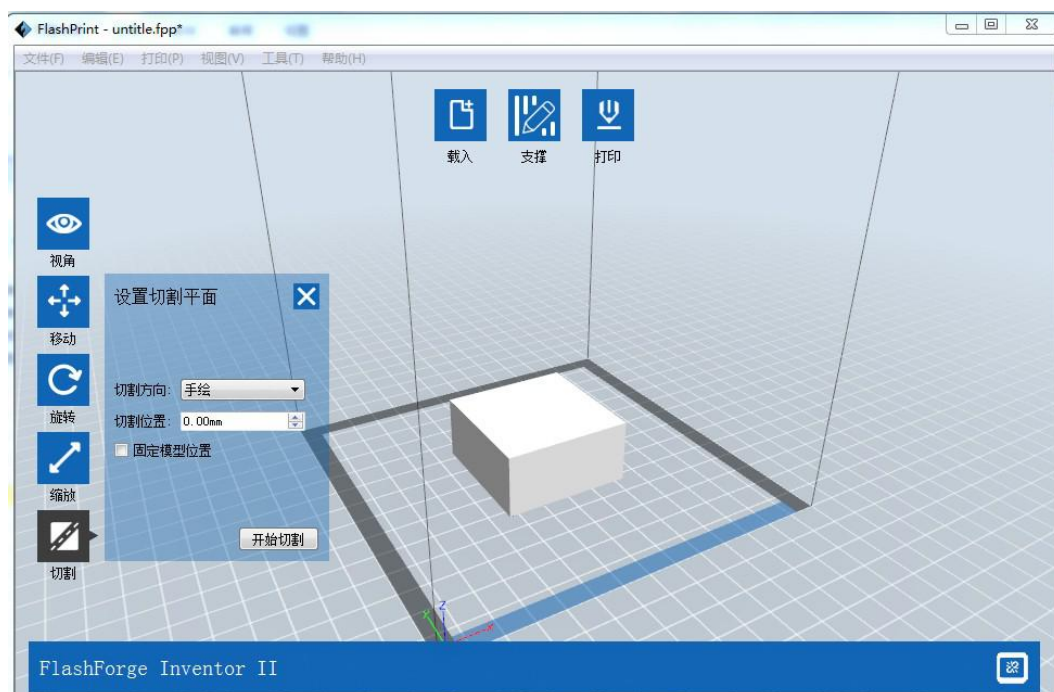 FlashPrint - untitle.fpp*
文件(F) 编辑(E) 打印(P) 视图(V) 工具(T) 帮助(H)
载入 支撑 打印
视角
设置切割平面
移动
切割方向: 手绘
旋转
切割位置: 0.00mm
固定模型位置
缩放
开始切割
切割
Z
Y
X
FlashForge Inventor II